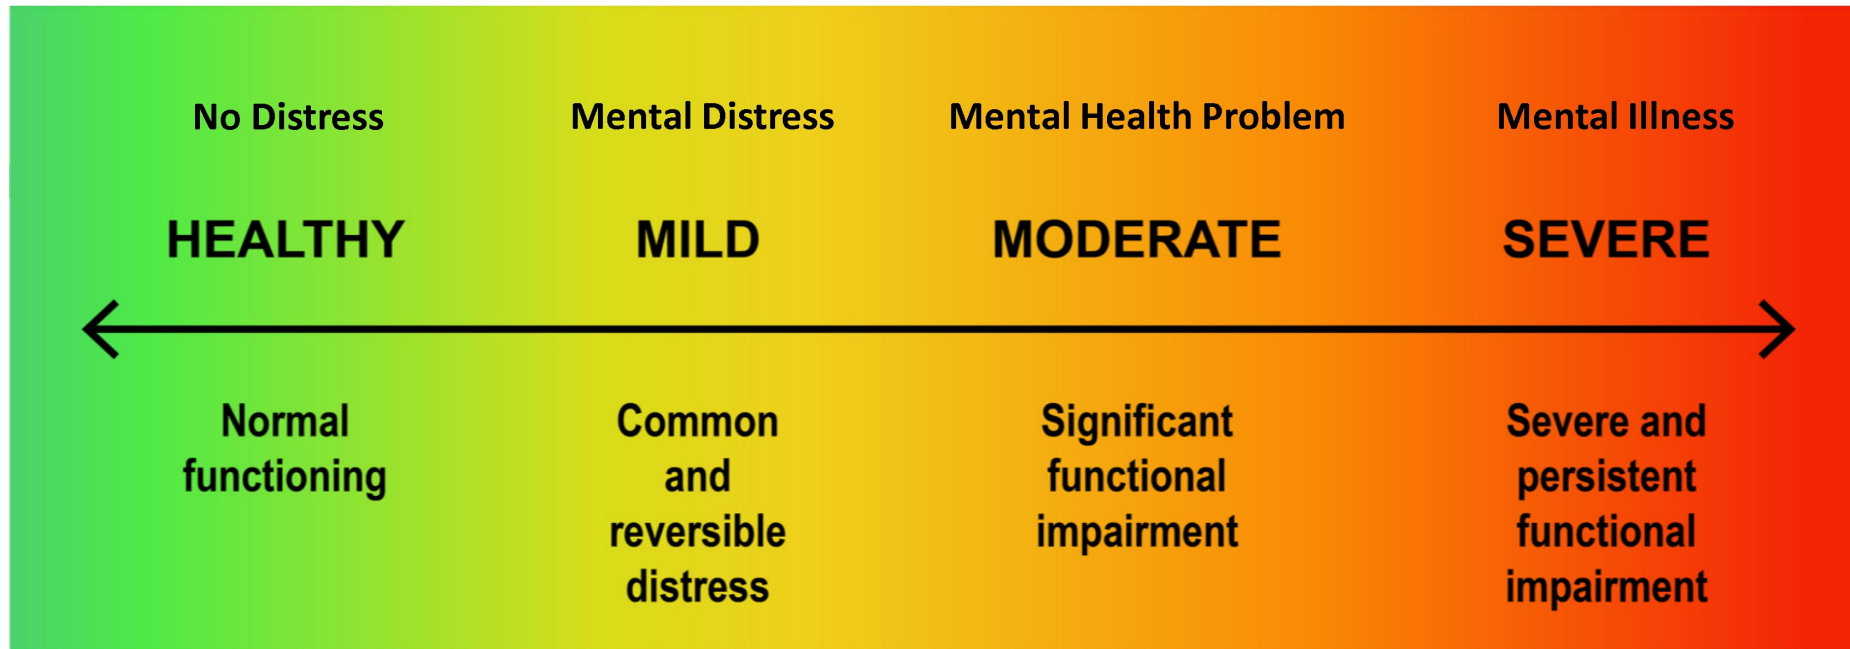 No Distress
Mental Distress
Mental Health Problem
Mental Illness
HEALTHY
MILD
MODERATE
SEVERE
Normal
functioning
Common
and
reversible
distress
Significant
functional
impairment
Severe and
persistent
functional
impairment